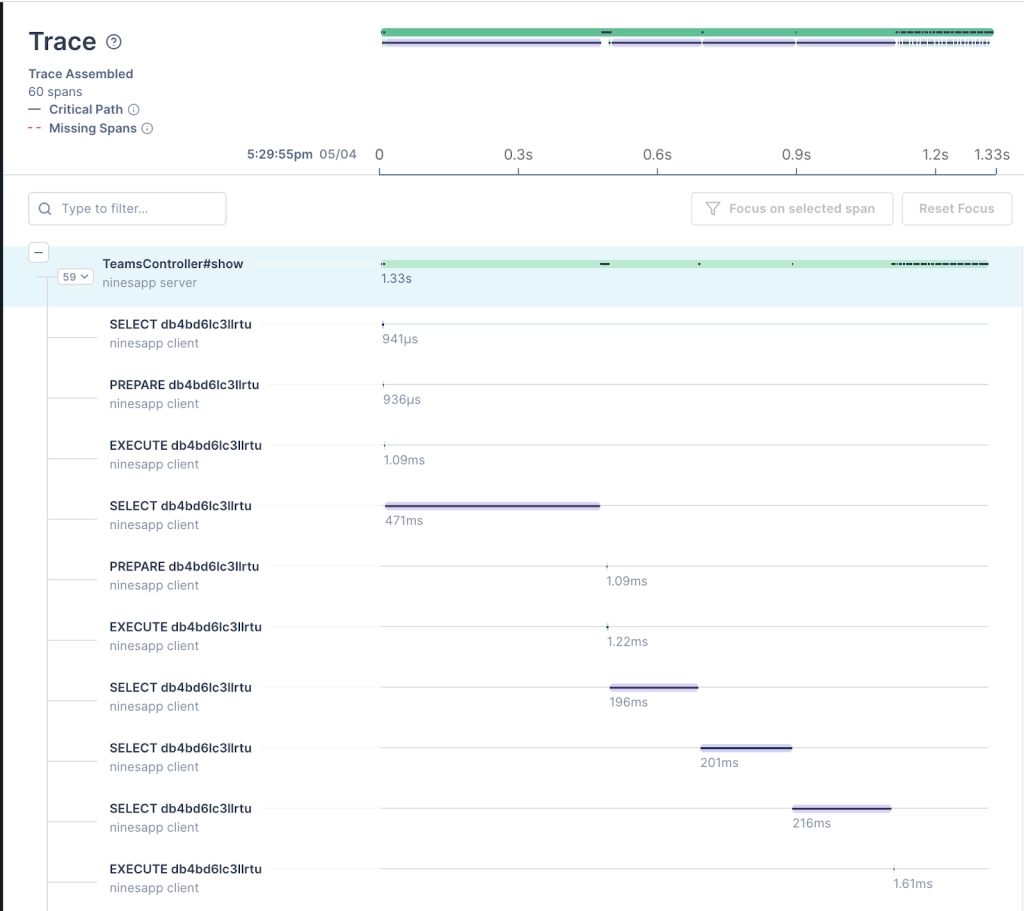 Trace
Trace Assembled
60 spans
Critical Path
Missing Spans
5:29:55pm 05/04 0 0.3s 0.6s 0.9s 1.2s 1.33s
Type to filter... Focus on selected span Reset Focus
59 TeamsController#show
ninesapp server 1.33s
SELECT db4bd6lc3llrtu
ninesapp client 941µs
PREPARE db4bd6lc3llrtu
ninesapp client 936µs
EXECUTE db4bd6lc3llrtu
ninesapp client 1.09ms
SELECT db4bd6lc3llrtu
ninesapp client 471ms
PREPARE db4bd6lc3llrtu
ninesapp client 1.09ms
EXECUTE db4bd6lc3llrtu
ninesapp client 1.22ms
SELECT db4bd6lc3llrtu
ninesapp client 196ms
SELECT db4bd6lc3llrtu
ninesapp client 201ms
SELECT db4bd6lc3llrtu
ninesapp client 216ms
EXECUTE db4bd6lc3llrtu
ninesapp client 1.61ms